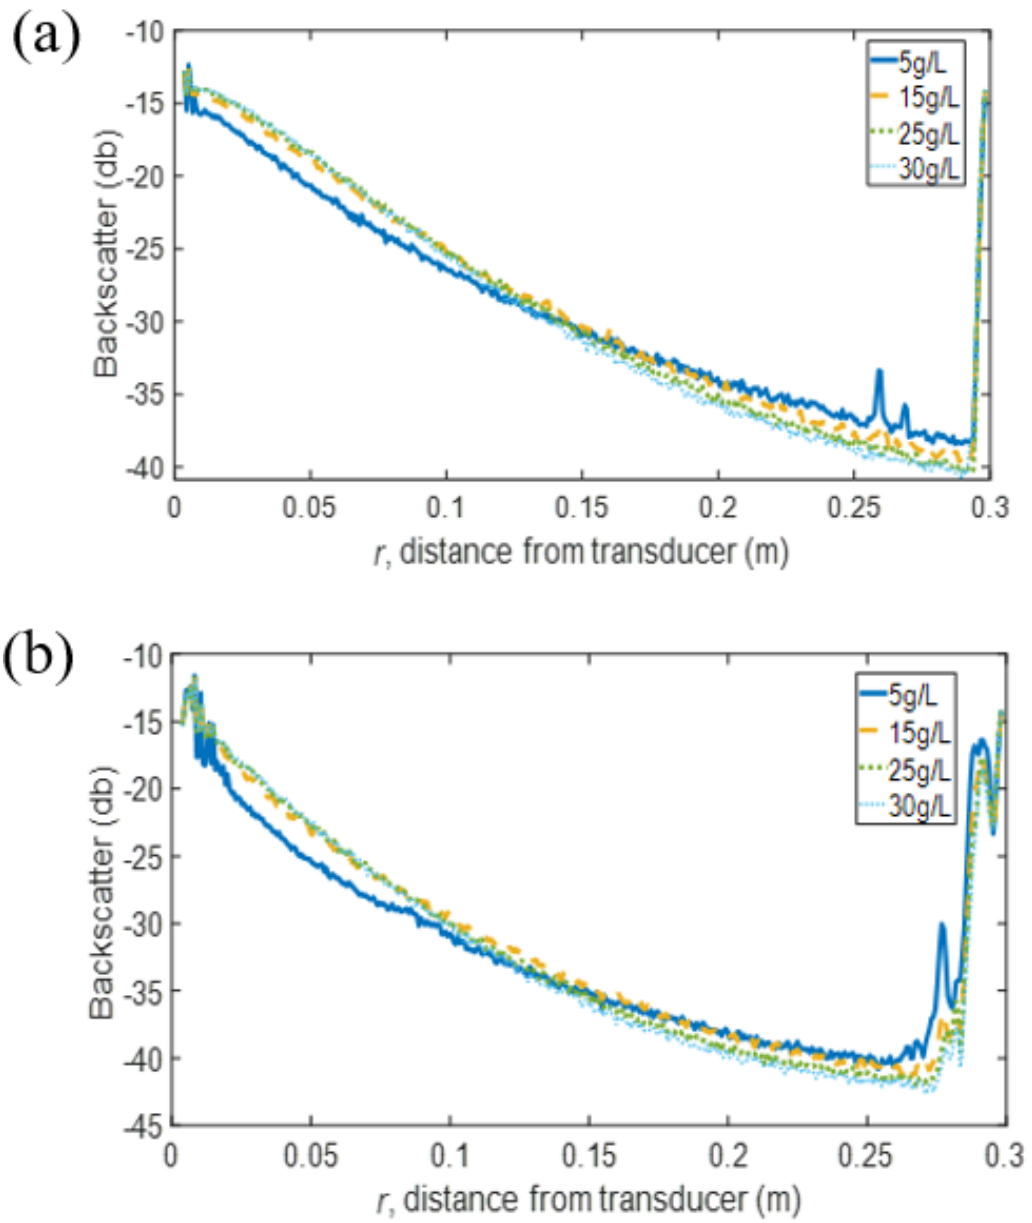 (a)
-10
-15
-20
-25
-30
-35
-40
Backscatter (db)
5g/L
15g/L
25g/L
30g/L
0 0.05 0.1 0.15 0.2 0.25 0.3
r, distance from transducer (m)
(b)
-10
-15
-20
-25
-30
-35
-40
-45
Backscatter (db)
5g/L
15g/L
25g/L
30g/L
0 0.05 0.1 0.15 0.2 0.25 0.3
r, distance from transducer (m)